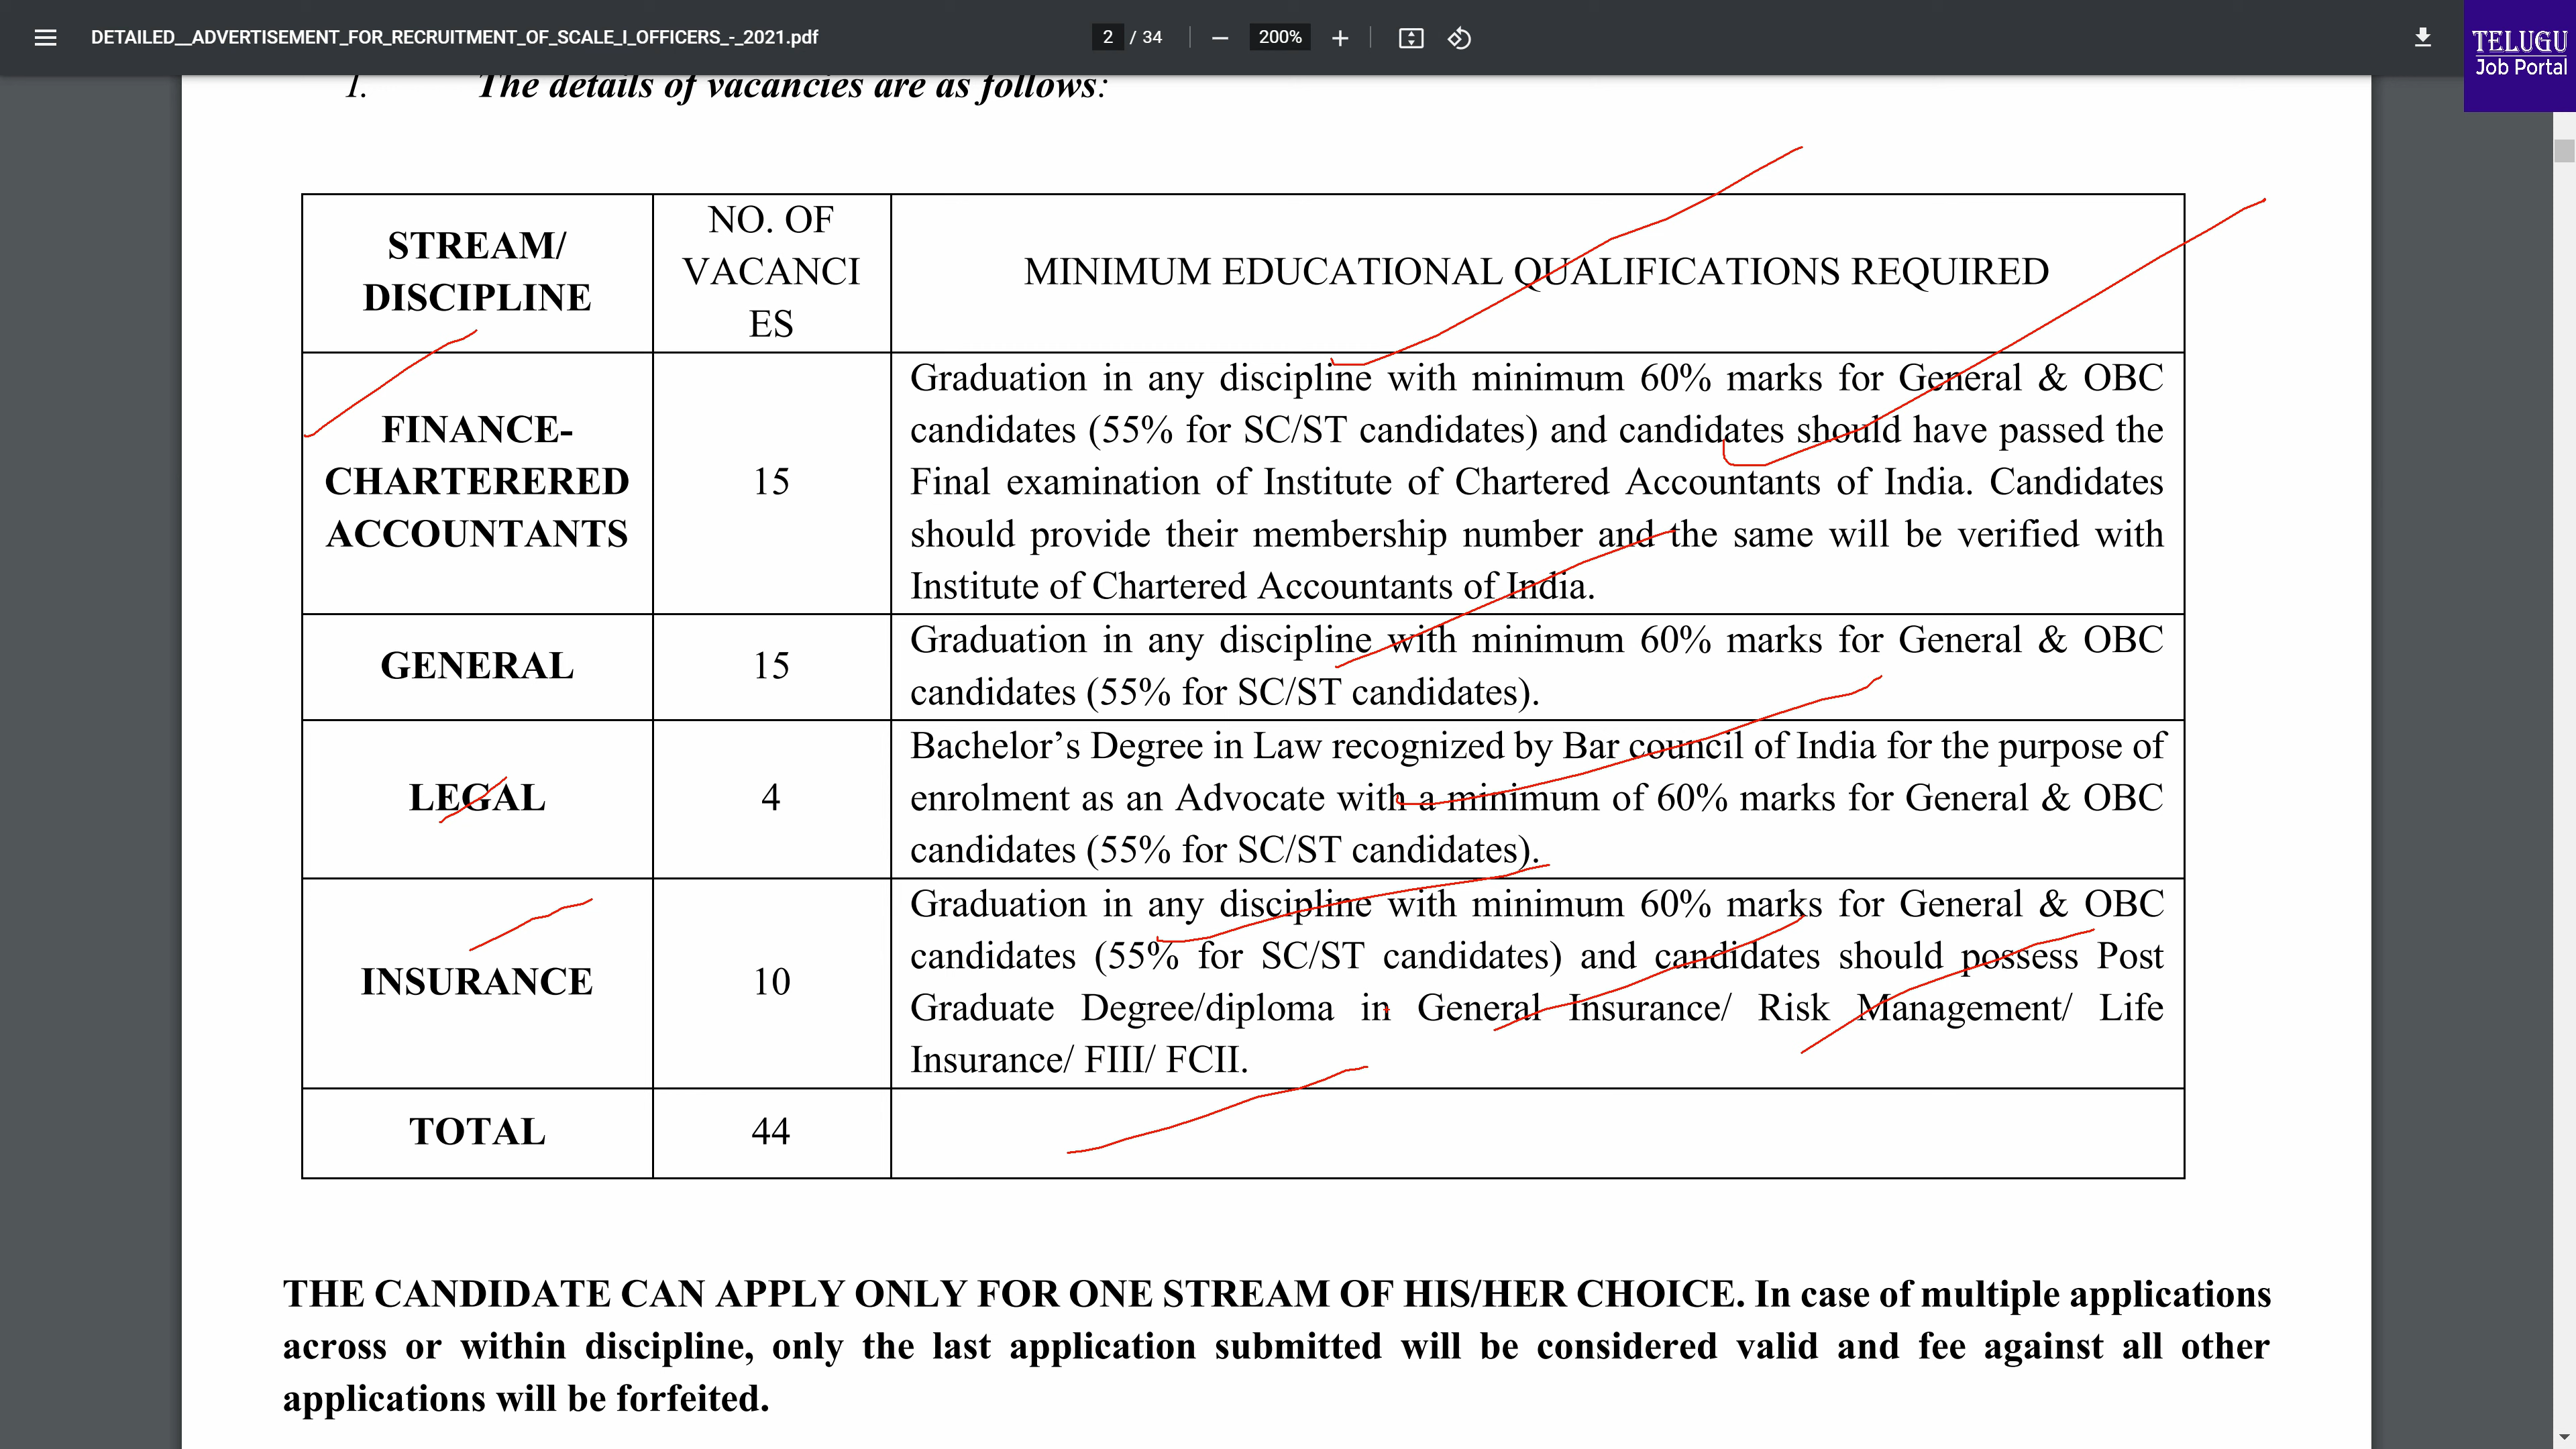 DETAILED__ADVERTISEMENT_FOR_RECRUITMENT_OF_SCALE_I_OFFICERS_-_2021.pdf
2 / 34
200%
TELUGU
Job Portal
1. The details of vacancies are as follows:
STREAM/
DISCIPLINE
NO. OF
VACANCI
ES
MINIMUM EDUCATIONAL QUALIFICATIONS REQUIRED
FINANCE-
CHARTERERED
ACCOUNTANTS
15
Graduation in any discipline with minimum 60% marks for General & OBC
candidates (55% for SC/ST candidates) and candidates should have passed the
Final examination of Institute of Chartered Accountants of India. Candidates
should provide their membership number and the same will be verified with
Institute of Chartered Accountants of India.
GENERAL
15
Graduation in any discipline with minimum 60% marks for General & OBC
candidates (55% for SC/ST candidates).
LEGAL
4
Bachelor’s Degree in Law recognized by Bar council of India for the purpose of
enrolment as an Advocate with a minimum of 60% marks for General & OBC
candidates (55% for SC/ST candidates).
INSURANCE
10
Graduation in any discipline with minimum 60% marks for General & OBC
candidates (55% for SC/ST candidates) and candidates should possess Post
Graduate Degree/diploma in General Insurance/ Risk Management/ Life
Insurance/ FIII/ FCII.
TOTAL
44
THE CANDIDATE CAN APPLY ONLY FOR ONE STREAM OF HIS/HER CHOICE. In case of multiple applications
across or within discipline, only the last application submitted will be considered valid and fee against all other
applications will be forfeited.